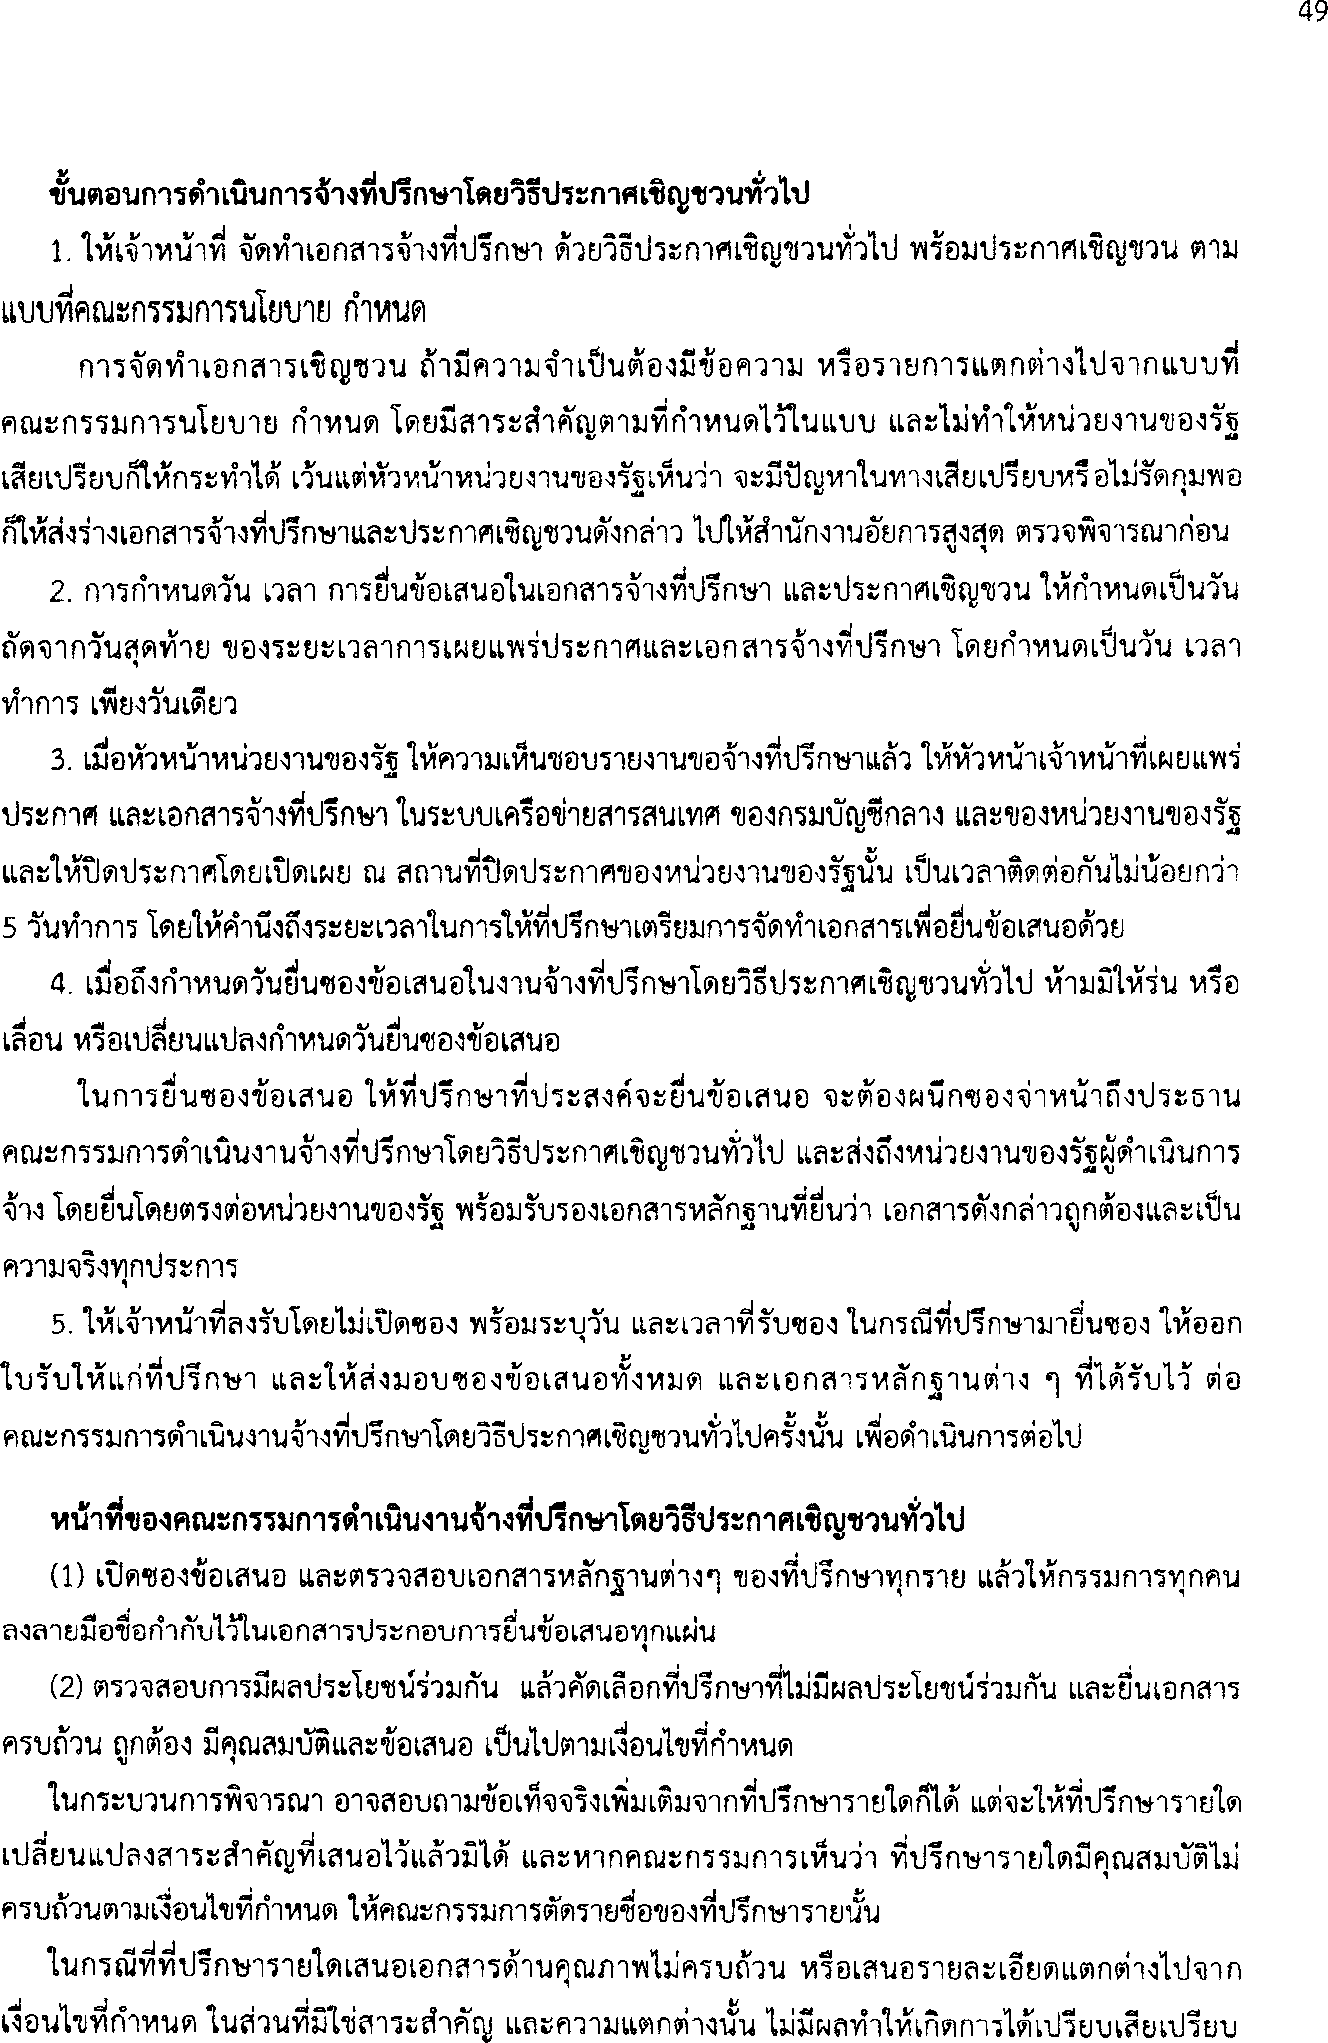 49
ขั้นตอนการดำเนินการจ้างที่ปรึกษาโดยวิธีประกาศเชิญชวนทั่วไป
1. ให้เจ้าหน้าที่ จัดทำเอกสารจ้างที่ปรึกษา ด้วยวิธีประกาศเชิญชวนทั่วไป พร้อมประกาศเชิญชวน ตาม
แบบที่คณะกรรมการนโยบาย กำหนด
การจัดทำเอกสารเชิญชวน ถ้ามีความจำเป็นต้องมีข้อความ หรือรายการแตกต่างไปจากแบบที่
คณะกรรมการนโยบาย กำหนด โดยมีสาระสำคัญตามที่กำหนดไว้ในแบบ และไม่ทำให้หน่วยงานของรัฐ
เสียเปรียบก็ให้กระทำได้ เว้นแต่หัวหน้าหน่วยงานของรัฐเห็นว่า จะมีปัญหาในทางเสียเปรียบหรือไม่รัดกุมพอ
ก็ให้ส่งร่างเอกสารจ้างที่ปรึกษาและประกาศเชิญชวนดังกล่าว ไปให้สำนักงานอัยการสูงสุด ตรวจพิจารณาก่อน
2. การกำหนดวัน เวลา การยื่นข้อเสนอในเอกสารจ้างที่ปรึกษา และประกาศเชิญชวน ให้กำหนดเป็นวัน
ถัดจากวันสุดท้าย ของระยะเวลาการเผยแพร่ประกาศและเอกสารจ้างที่ปรึกษา โดยกำหนดเป็นวัน เวลา
ทำการ เพียงวันเดียว
3. เมื่อหัวหน้าหน่วยงานของรัฐ ให้ความเห็นชอบรายงานขอจ้างที่ปรึกษาแล้ว ให้หัวหน้าเจ้าหน้าที่เผยแพร่
ประกาศ และเอกสารจ้างที่ปรึกษา ในระบบเครือข่ายสารสนเทศ ของกรมบัญชีกลาง และของหน่วยงานของรัฐ
และให้ปิดประกาศโดยเปิดเผย ณ สถานที่ปิดประกาศของหน่วยงานของรัฐนั้น เป็นเวลาติดต่อกันไม่น้อยกว่า
5 วันทำการ โดยให้คำนึงถึงระยะเวลาในการให้ที่ปรึกษาเตรียมการจัดทำเอกสารเพื่อยื่นข้อเสนอด้วย
4. เมื่อถึงกำหนดวันยื่นซองข้อเสนอในงานจ้างที่ปรึกษาโดยวิธีประกาศเชิญชวนทั่วไป ห้ามมิให้ร่น หรือ
เลื่อน หรือเปลี่ยนแปลงกำหนดวันยื่นซองข้อเสนอ
ในการยื่นซองข้อเสนอ ให้ที่ปรึกษาที่ประสงค์จะยื่นข้อเสนอ จะต้องผนึกซองจ่าหน้าถึงประธาน
คณะกรรมการดำเนินงานจ้างที่ปรึกษาโดยวิธีประกาศเชิญชวนทั่วไป และส่งถึงหน่วยงานของรัฐผู้ดำเนินการ
จ้าง โดยยื่นโดยตรงต่อหน่วยงานของรัฐ พร้อมรับรองเอกสารหลักฐานที่ยื่นว่า เอกสารดังกล่าวถูกต้องและเป็น
ความจริงทุกประการ
5. ให้เจ้าหน้าที่ลงรับโดยไม่เปิดซอง พร้อมระบุวัน และเวลาที่รับซอง ในกรณีที่ปรึกษามายื่นซอง ให้ออก
ใบรับให้แก่ที่ปรึกษา และให้ส่งมอบซองข้อเสนอทั้งหมด และเอกสารหลักฐานต่าง ๆ ที่ได้รับไว้ ต่อ
คณะกรรมการดำเนินงานจ้างที่ปรึกษาโดยวิธีประกาศเชิญชวนทั่วไปครั้งนั้น เพื่อดำเนินการต่อไป
หน้าที่ของคณะกรรมการดำเนินงานจ้างที่ปรึกษาโดยวิธีประกาศเชิญชวนทั่วไป
(1) เปิดซองข้อเสนอ และตรวจสอบเอกสารหลักฐานต่างๆ ของที่ปรึกษาทุกราย แล้วให้กรรมการทุกคน
ลงลายมือชื่อกำกับไว้ในเอกสารประกอบการยื่นข้อเสนอทุกแผ่น
(2) ตรวจสอบการมีผลประโยชน์ร่วมกัน แล้วคัดเลือกที่ปรึกษาที่ไม่มีผลประโยชน์ร่วมกัน และยื่นเอกสาร
ครบถ้วน ถูกต้อง มีคุณสมบัติและข้อเสนอ เป็นไปตามเงื่อนไขที่กำหนด
ในกระบวนการพิจารณา อาจสอบถามข้อเท็จจริงเพิ่มเติมจากที่ปรึกษารายใดก็ได้ แต่จะให้ที่ปรึกษารายใด
เปลี่ยนแปลงสาระสำคัญที่เสนอไว้แล้วมิได้ และหากคณะกรรมการเห็นว่า ที่ปรึกษารายใดมีคุณสมบัติไม่
ครบถ้วนตามเงื่อนไขที่กำหนด ให้คณะกรรมการตัดรายชื่อของที่ปรึกษารายนั้น
ในกรณีที่ที่ปรึกษารายใดเสนอเอกสารด้านคุณภาพไม่ครบถ้วน หรือเสนอรายละเอียดแตกต่างไปจาก
เงื่อนไขที่กำหนด ในส่วนที่มิใช่สาระสำคัญ และความแตกต่างนั้น ไม่มีผลทำให้เกิดการได้เปรียบเสียเปรียบ